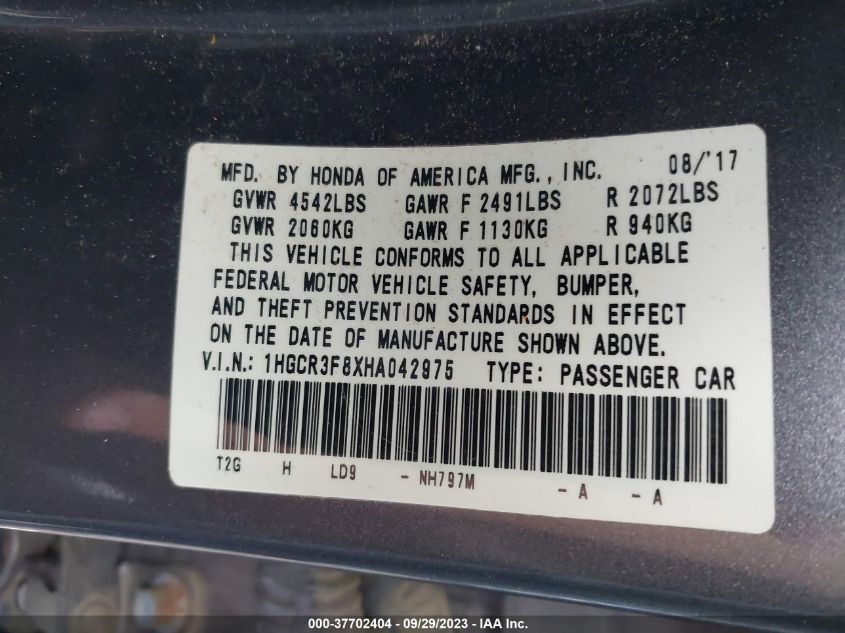 MFD. BY HONDA OF AMERICA MFG., INC. 08/'17
GVWR 4542LBS GAWR F 2491LBS R 2072LBS
GVWR 2060KG GAWR F 1130KG R 940KG
THIS VEHICLE CONFORMS TO ALL APPLICABLE
FEDERAL MOTOR VEHICLE SAFETY, BUMPER,
AND THEFT PREVENTION STANDARDS IN EFFECT
ON THE DATE OF MANUFACTURE SHOWN ABOVE.
V.I.N.: 1HGCR3F8XHA042975 TYPE: PASSENGER CAR
T2G H LD9 - NH797M - A - A
000-37702404 - 09/29/2023 - IAA Inc.